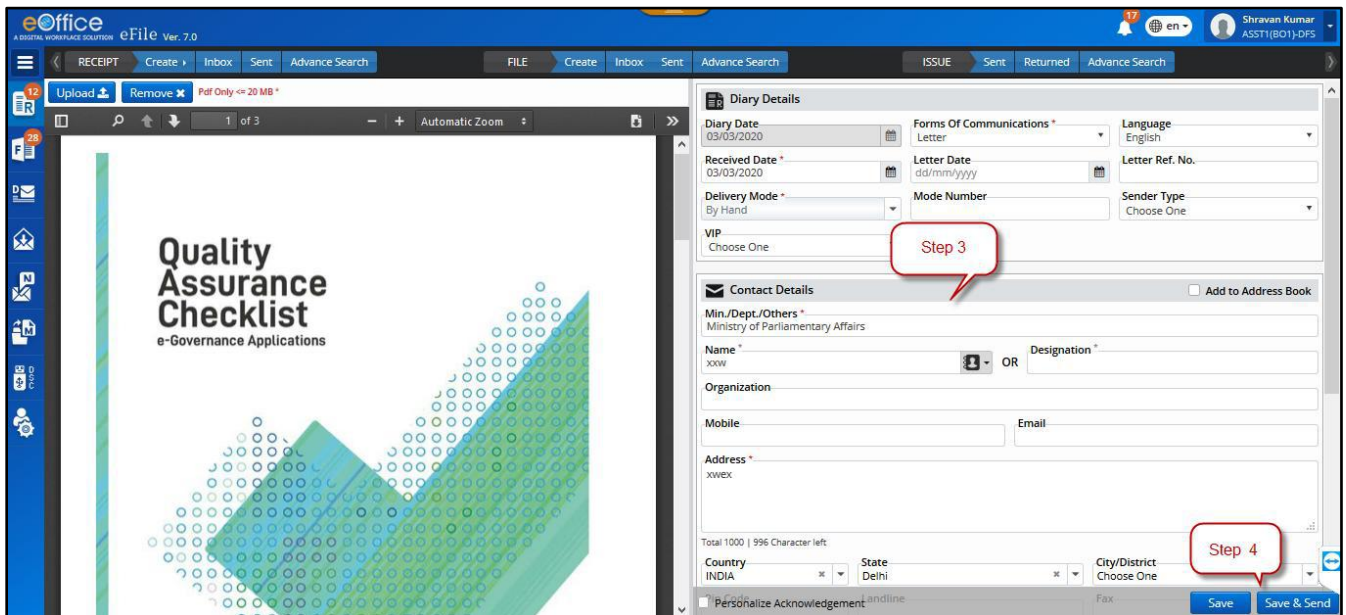 eOffice
A DIGITAL WORKPLACE SOLUTION eFile Ver. 7.0
17 en Shravan Kumar
ASST1(BO1)-DFS
RECEIPT Create Inbox Sent Advance Search FILE Create Inbox Sent Advance Search ISSUE Sent Returned Advance Search
12
28
N
M
DSC
Upload Remove Pdf Only <= 20 MB *
1 of 3 Automatic Zoom
Quality
Assurance
Checklist
e-Governance Applications
Diary Details
Diary Date Forms Of Communications * Language
03/03/2020 Letter English
Received Date * Letter Date Letter Ref. No.
03/03/2020 dd/mm/yyyy
Delivery Mode * Mode Number Sender Type
By Hand Choose One
VIP
Choose One
Step 3
Contact Details Add to Address Book
Min./Dept./Others *
Ministry of Parliamentary Affairs
Name * OR Designation *
xxw
Organization
Mobile Email
Address *
xwex
Total 1000 | 996 Character left
Step 4
Country State City/District
INDIA Delhi Choose One
Pin Code Landline Fax
Personalize Acknowledgement Save Save & Send